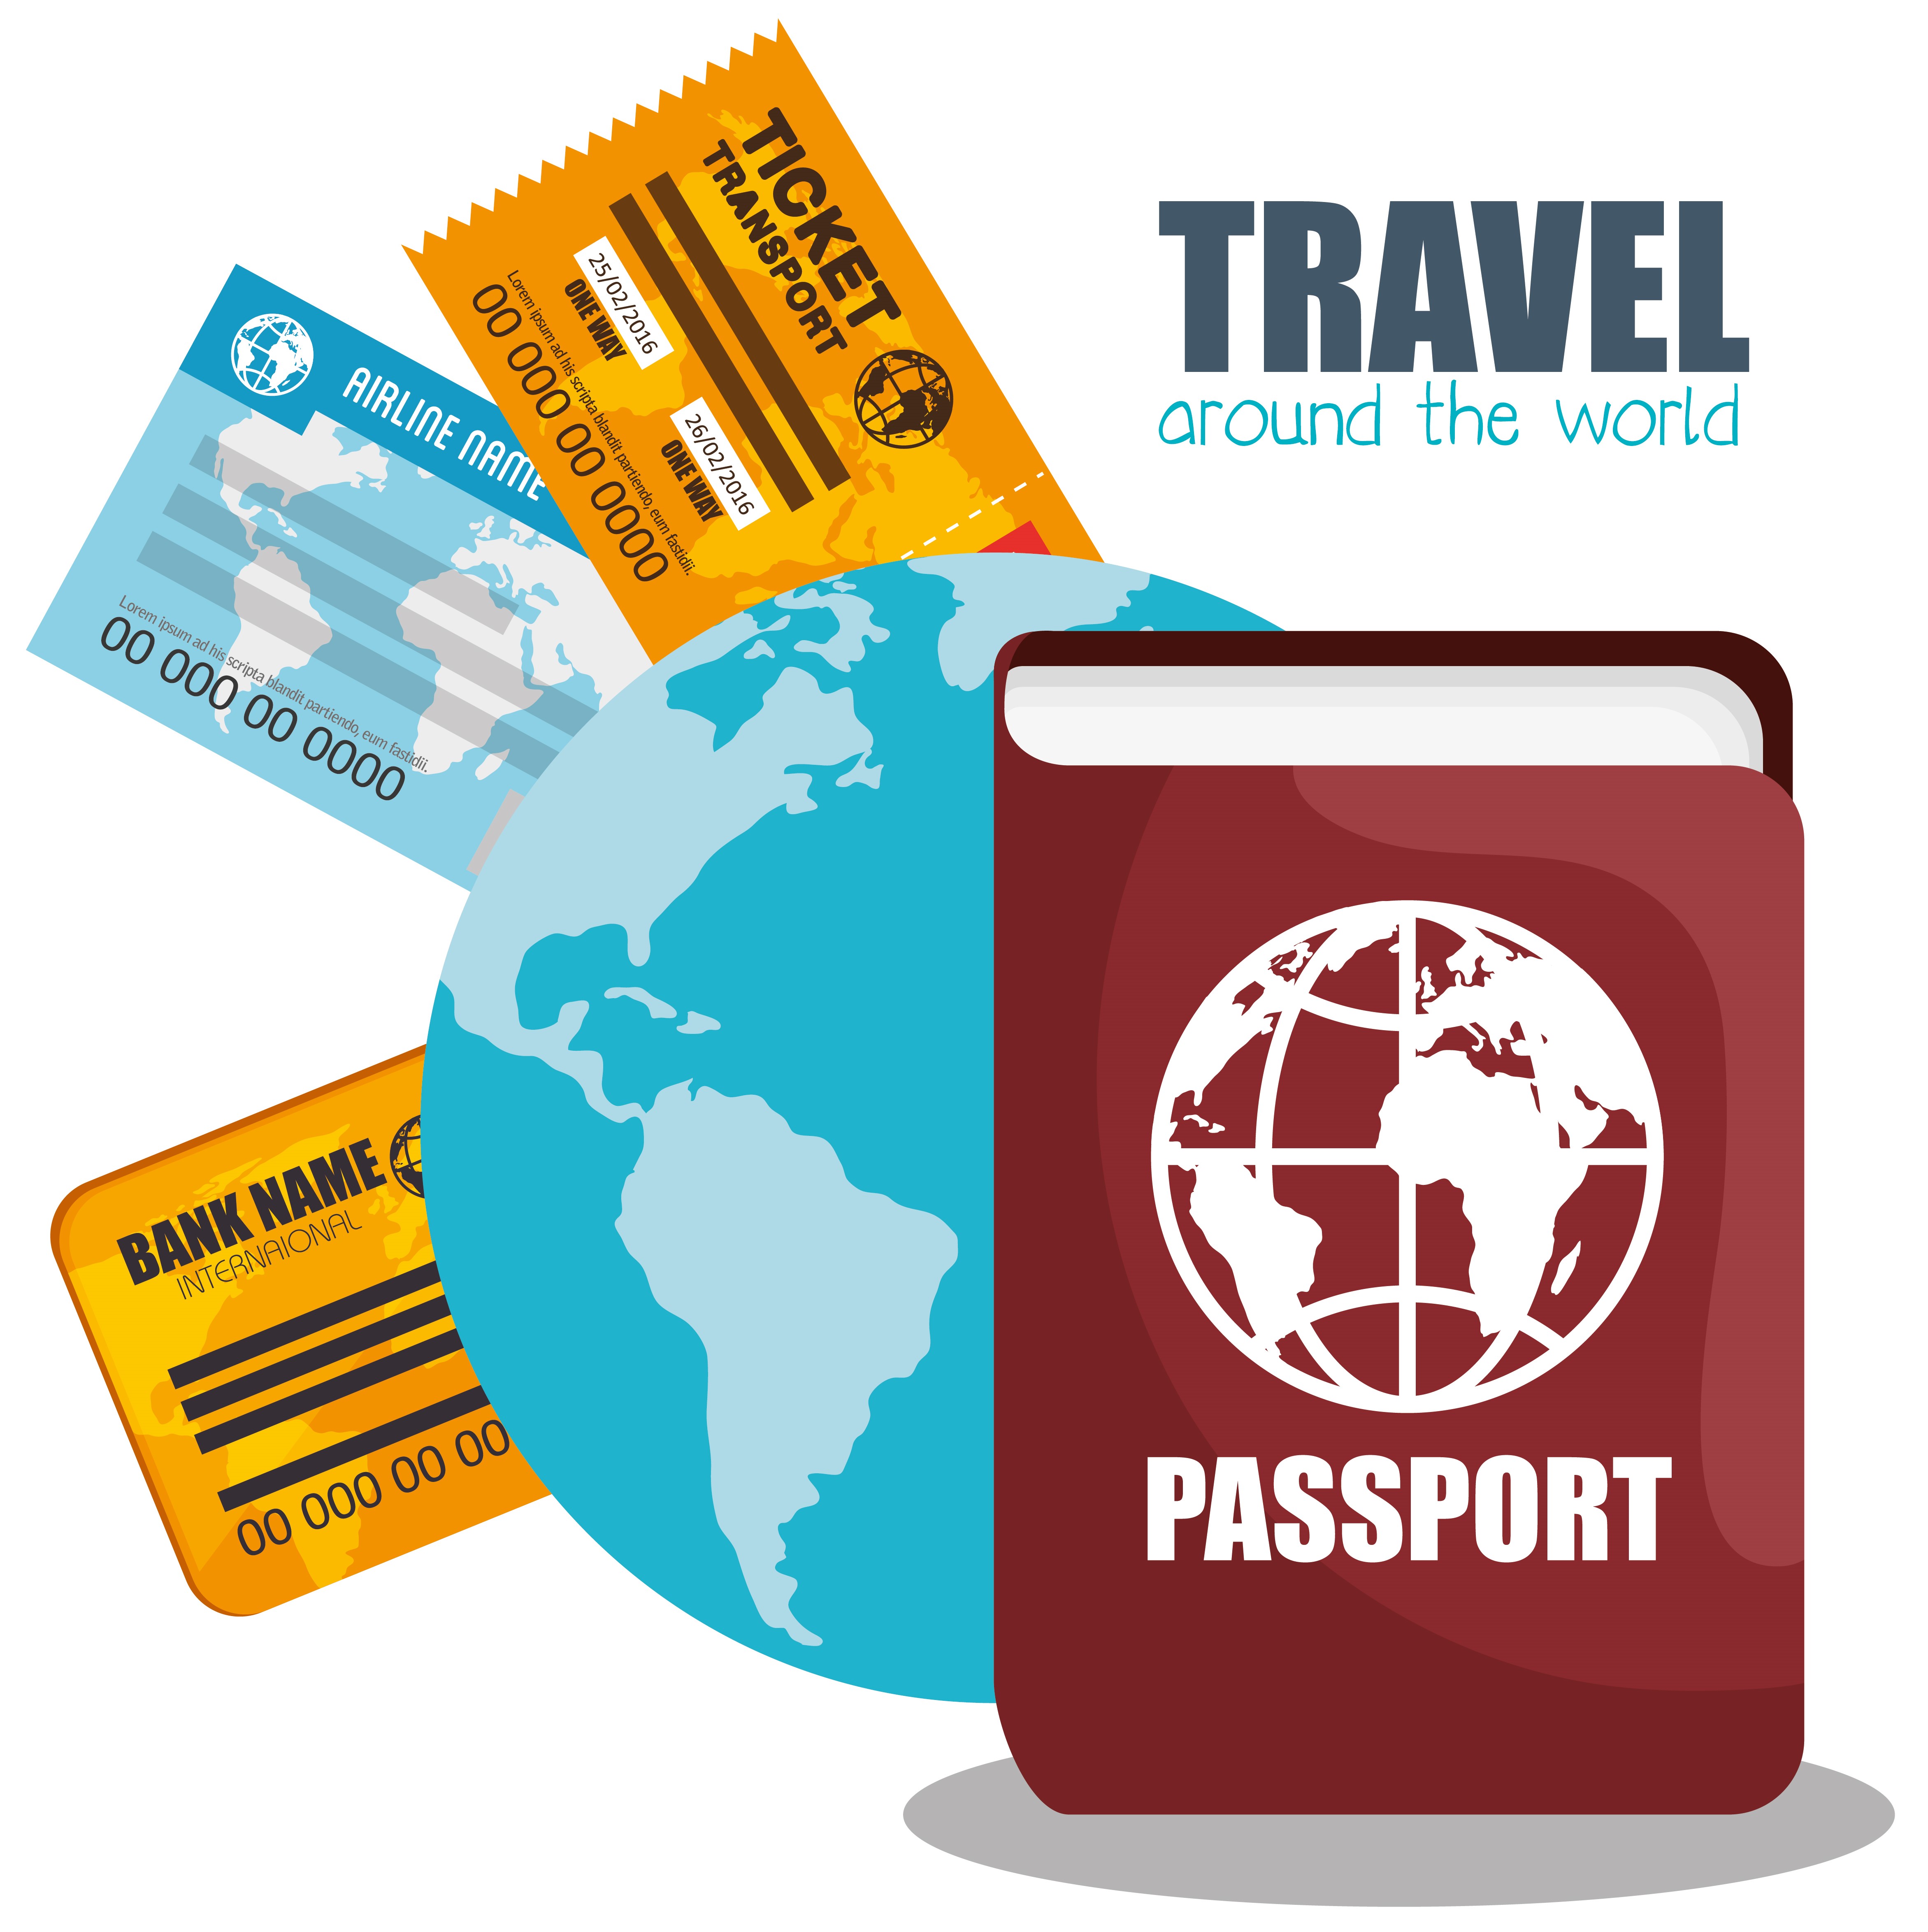 TRAVEL
around the world
TICKET
TRANSPORT
25/02/2016
ONE WAY
26/02/2016
ONE WAY
Lorem ipsum ad his scripta blandit partiendo, eum fastidii.
00 000 00 0000
AIRLINE NAME
Lorem ipsum ad his scripta blandit partiendo, eum fastidii.
00 000 00 0000
BANK NAME
INTERNAIONAL
00 000 00 00
PASSPORT